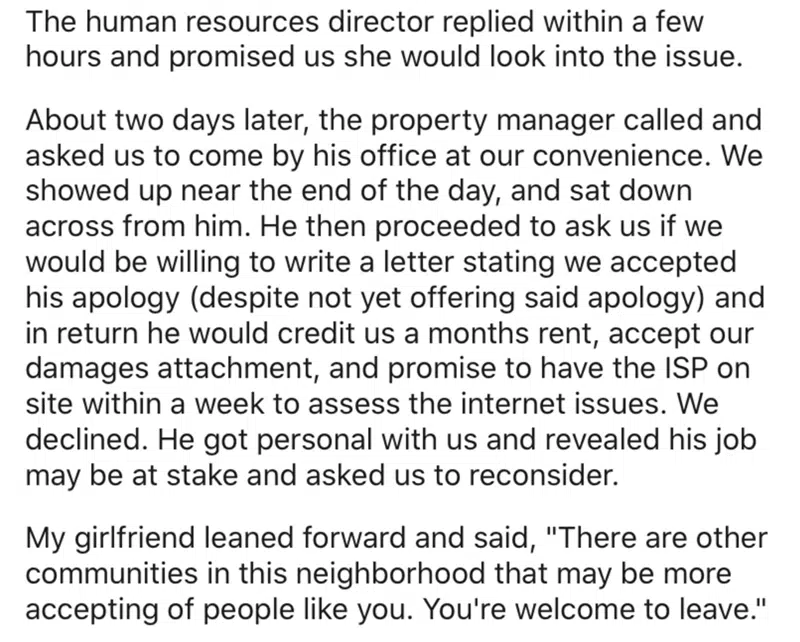 The human resources director replied within a few
hours and promised us she would look into the issue.
About two days later, the property manager called and
asked us to come by his office at our convenience. We
showed up near the end of the day, and sat down
across from him. He then proceeded to ask us if we
would be willing to write a letter stating we accepted
his apology (despite not yet offering said apology) and
in return he would credit us a months rent, accept our
damages attachment, and promise to have the ISP on
site within a week to assess the internet issues. We
declined. He got personal with us and revealed his job
may be at stake and asked us to reconsider.
My girlfriend leaned forward and said, "There are other
communities in this neighborhood that may be more
accepting of people like you. You're welcome to leave."